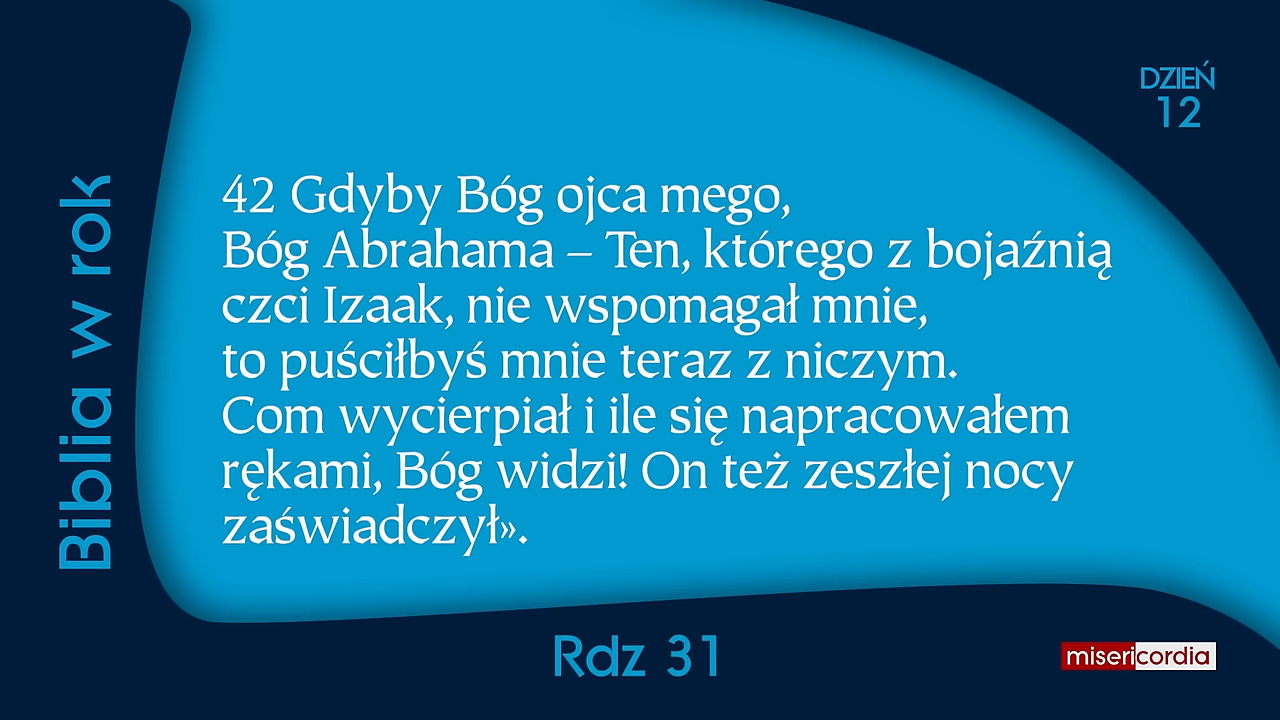 DZIEŃ
12
Biblia w rok
42 Gdyby Bóg ojca mego,
Bóg Abrahama – Ten, którego z bojaźnią
czci Izaak, nie wspomagał mnie,
to puściłbyś mnie teraz z niczym.
Com wycierpiał i ile się napracowałem
rękami, Bóg widzi! On też zeszłej nocy
zaświadczył».
Rdz 31
misericordia